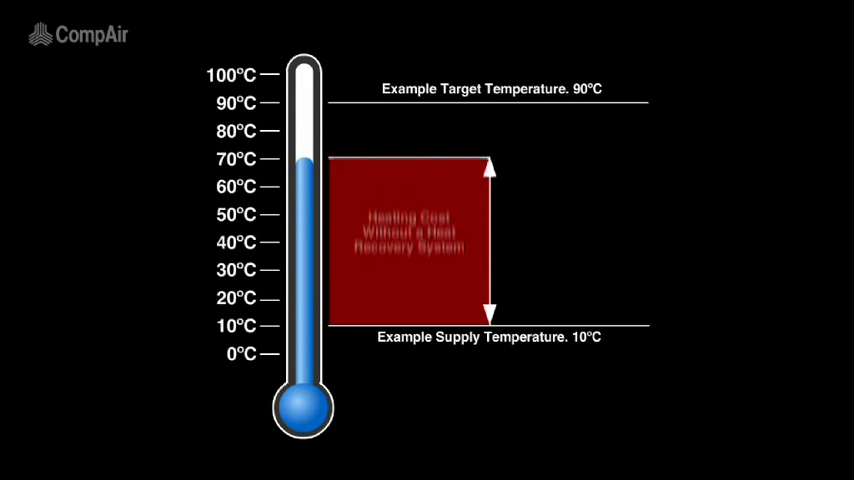 CompAir
100°C
Example Target Temperature. 90°C
90°C
80°C
70°C
60°C
50°C
Heating Cost
Without a Heat
Recovery System
40°C
30°C
20°C
10°C
Example Supply Temperature. 10°C
0°C